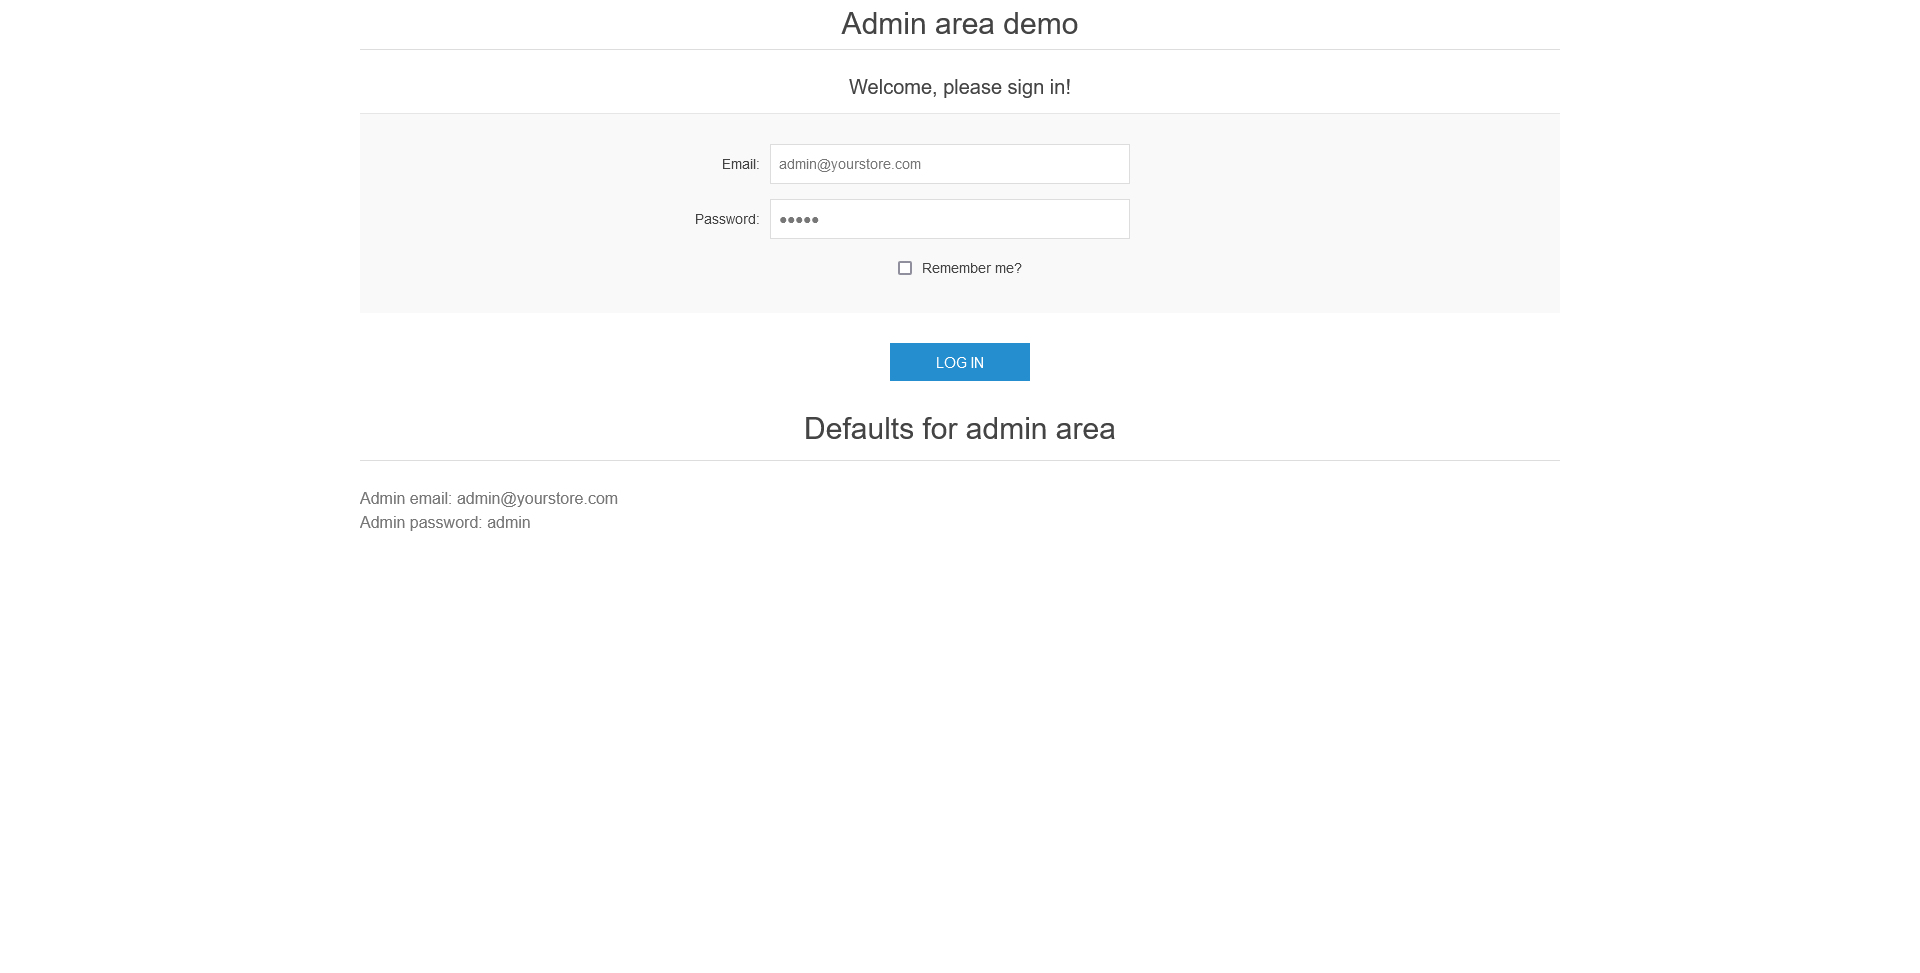 Admin area demo
Welcome, please sign in!
Email: admin@yourstore.com
Password: •••••
Remember me?
LOG IN
Defaults for admin area
Admin email: admin@yourstore.com
Admin password: admin